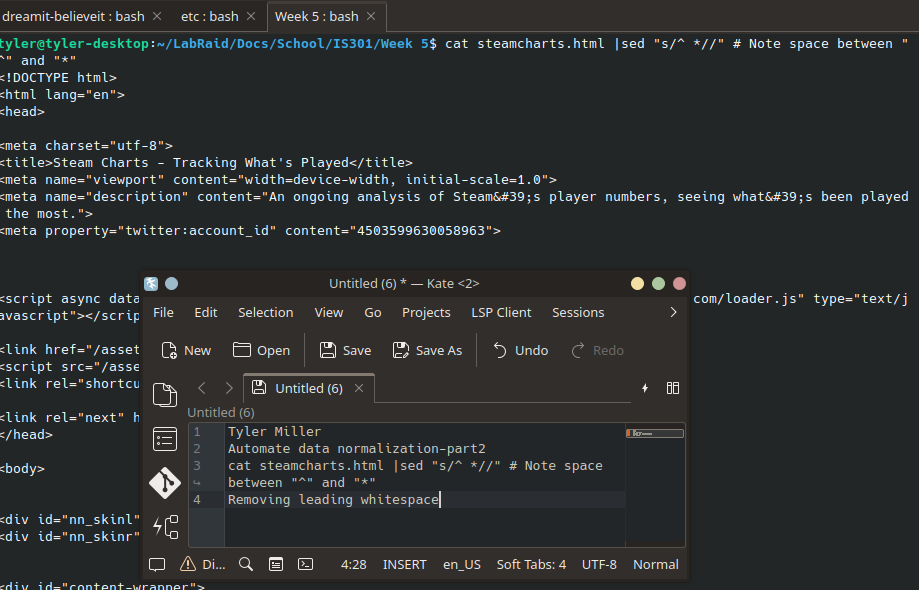 dreamit-believeit : bash
etc : bash
Week 5 : bash
tyler@tyler-desktop:~/LabRaid/Docs/School/IS301/Week 5$ cat steamcharts.html |sed "s/^ *//" # Note space between "
^" and "*"
<!DOCTYPE html>
<html lang="en">
<head>
<meta charset="utf-8">
<title>Steam Charts - Tracking What's Played</title>
<meta name="viewport" content="width=device-width, initial-scale=1.0">
<meta name="description" content="An ongoing analysis of Steam&#39;s player numbers, seeing what&#39;s been played
the most.">
<meta property="twitter:account_id" content="4503599630058963">
<script async data
com/loader.js" type="text/j
avascript"></scrip
<link href="/asset
<script src="/asse
<link rel="shortcu
<link rel="next" h
</head>
<body>
<div id="nn_skinl"
<div id="nn_skinr"
<div id="content-wrapper">
Untitled (6) * — Kate <2>
File Edit Selection View Go Projects LSP Client Sessions
New Open Save Save As Undo Redo
Untitled (6)
Untitled (6)
1 Tyler Miller
2 Automate data normalization-part2
3 cat steamcharts.html |sed "s/^ *//" # Note space
between "^" and "*"
4 Removing leading whitespace
Di... 4:28 INSERT en_US Soft Tabs: 4 UTF-8 Normal